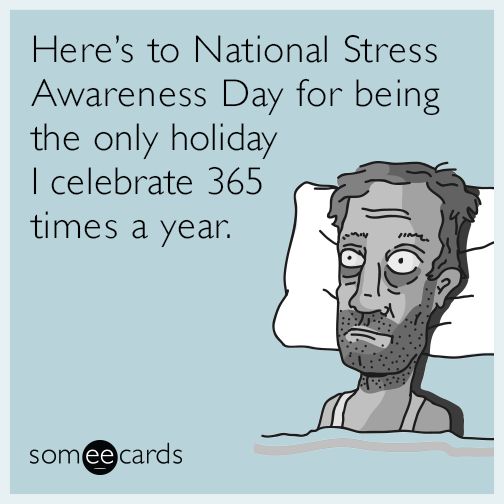 Here’s to National Stress
Awareness Day for being
the only holiday
I celebrate 365
times a year.
someecards